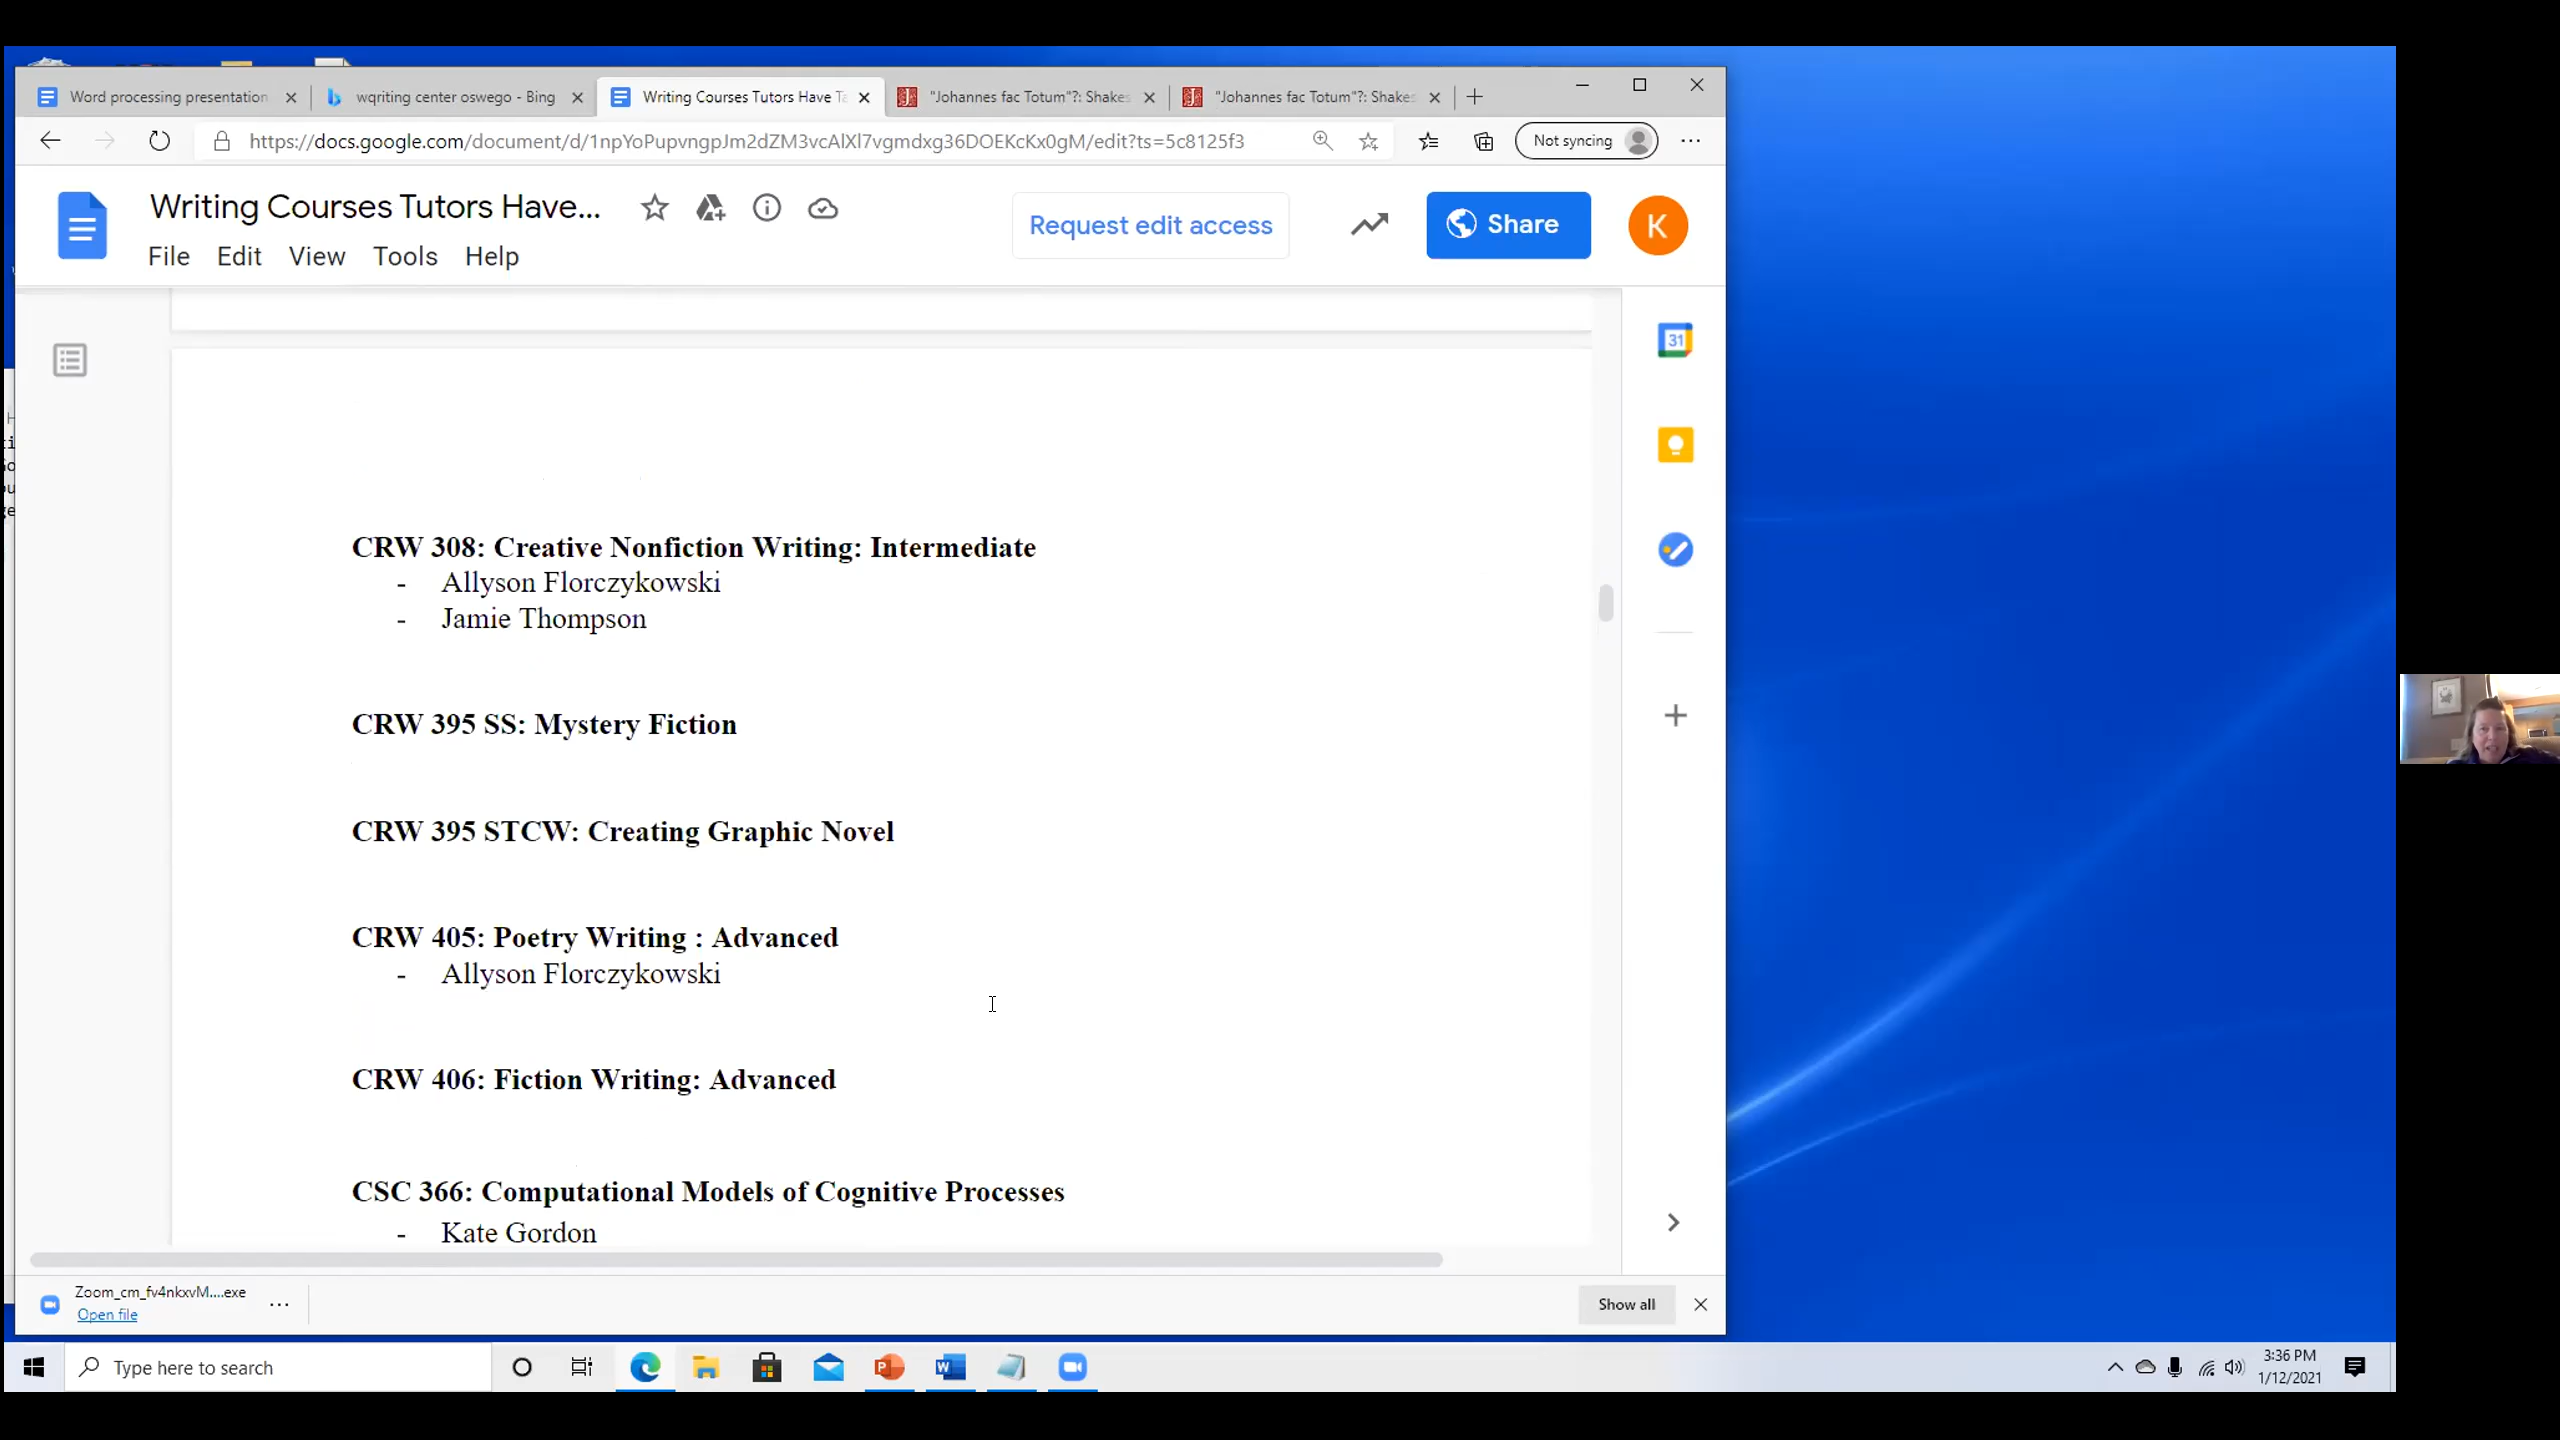 Word processing presentation
wqriting center oswego - Bing
Writing Courses Tutors Have Ta
"Johannes fac Totum"?: Shakes
"Johannes fac Totum"?: Shakes
https://docs.google.com/document/d/1npYoPupvngpJm2dZM3vcAlXl7vgmdxg36DOEKcKx0gM/edit?ts=5c8125f3
Not syncing
Writing Courses Tutors Have...
File Edit View Tools Help
Request edit access
Share
K
31
CRW 308: Creative Nonfiction Writing: Intermediate
- Allyson Florczykowski
- Jamie Thompson
CRW 395 SS: Mystery Fiction
CRW 395 STCW: Creating Graphic Novel
CRW 405: Poetry Writing : Advanced
- Allyson Florczykowski
CRW 406: Fiction Writing: Advanced
CSC 366: Computational Models of Cognitive Processes
- Kate Gordon
Zoom_cm_fv4nkxvM....exe
Open file
Show all
Type here to search
3:36 PM
1/12/2021